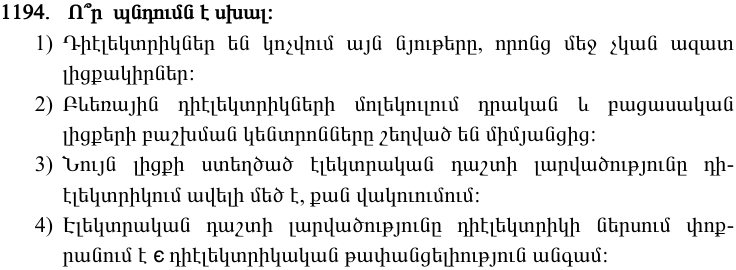 1194. Ո՞ր պնդումն է սխալ:
1) Դիէլեկտրիկներ են կոչվում այն նյութերը, որոնց մեջ չկան ազատ
լիցքակիրներ:
2) Բևեռային դիէլեկտրիկների մոլեկուլում դրական և բացասական
լիցքերի բաշխման կենտրոնները շեղված են միմյանցից:
3) Նույն լիցքի ստեղծած էլեկտրական դաշտի լարվածությունը դի-
էլեկտրիկում ավելի մեծ է, քան վակուումում:
4) Էլեկտրական դաշտի լարվածությունը դիէլեկտրիկի ներսում փոք-
րանում է ϵ դիէլեկտրիկական թափանցելիություն անգամ: